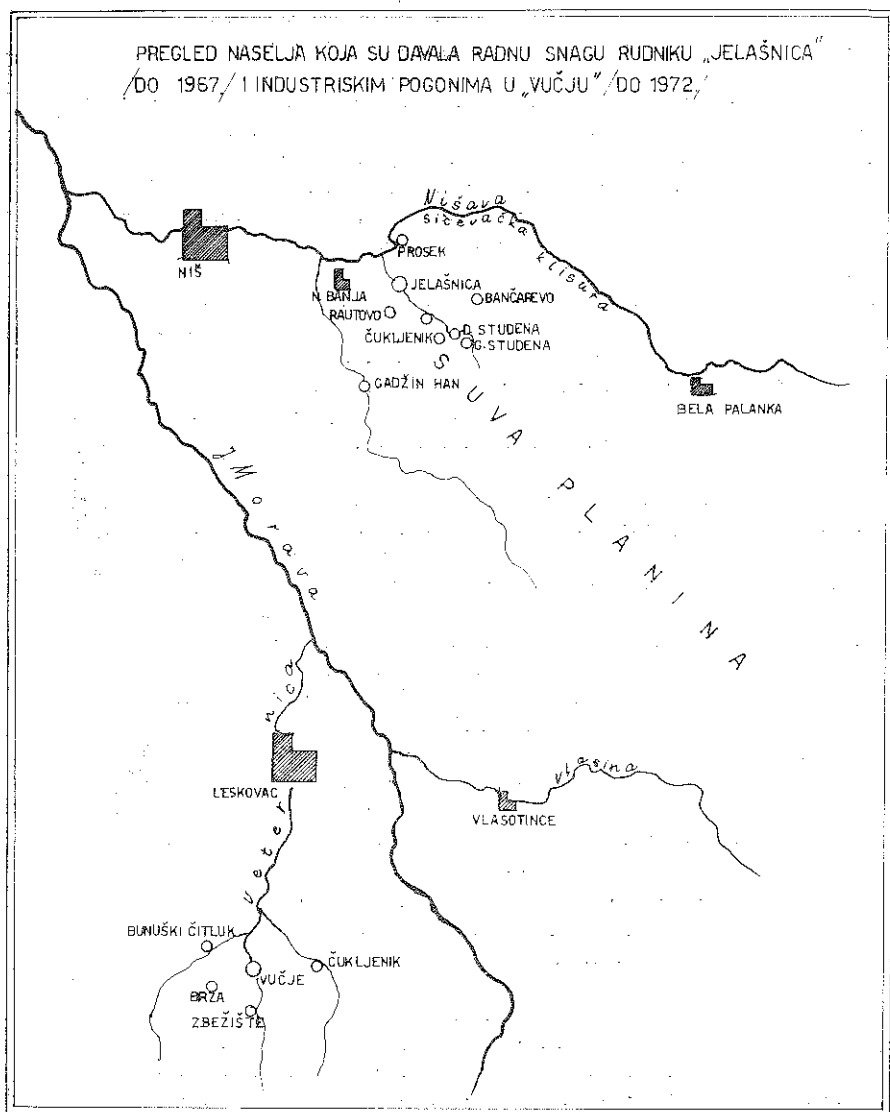 PREGLED NASELJA KOJA SU DAVALA RADNU SNAGU RUDNIKU „JELAŠNICA”
/DO 1967/ I INDUSTRISKIM POGONIMA U „VUČJU” /DO 1972/
Nišava
sićevačka
klisura
PROSEK
NIŠ
N. BANJA
JELAŠNICA
BANČAREVO
RAUTOVO
ČUKLJENIK
D. STUDENA
G. STUDENA
GADŽIN HAN
BELA PALANKA
SUVA PLANINA
J Morava
Veternica
LESKOVAC
Vlasina
VLASOTINCE
BUNUŠKI ČITLUK
VUČJE
ČUKLJENIK
BRZA
ZBEŽIŠTE